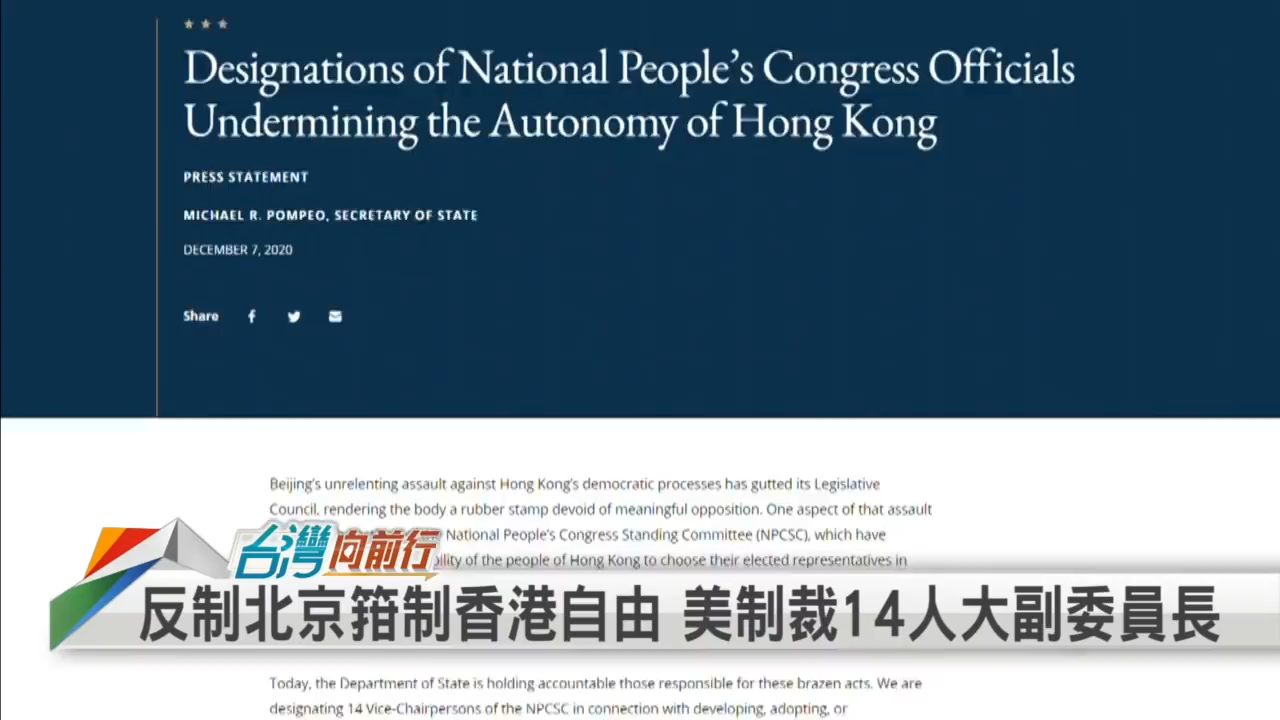 Designations of National People's Congress Officials
Undermining the Autonomy of Hong Kong
PRESS STATEMENT
MICHAEL R. POMPEO, SECRETARY OF STATE
DECEMBER 7, 2020
Share
Beijing's unrelenting assault against Hong Kong's democratic processes has gutted its Legislative
Council, rendering the body a rubber stamp devoid of meaningful opposition. One aspect of that assault
National People's Congress Standing Committee (NPCSC), which have
of the people of Hong Kong to choose their elected representatives in
台灣向前行
反制北京箝制香港自由 美制裁14人大副委員長
Today, the Department of State is holding accountable those responsible for these brazen acts. We are
designating 14 Vice-Chairpersons of the NPCSC in connection with developing, adopting, or